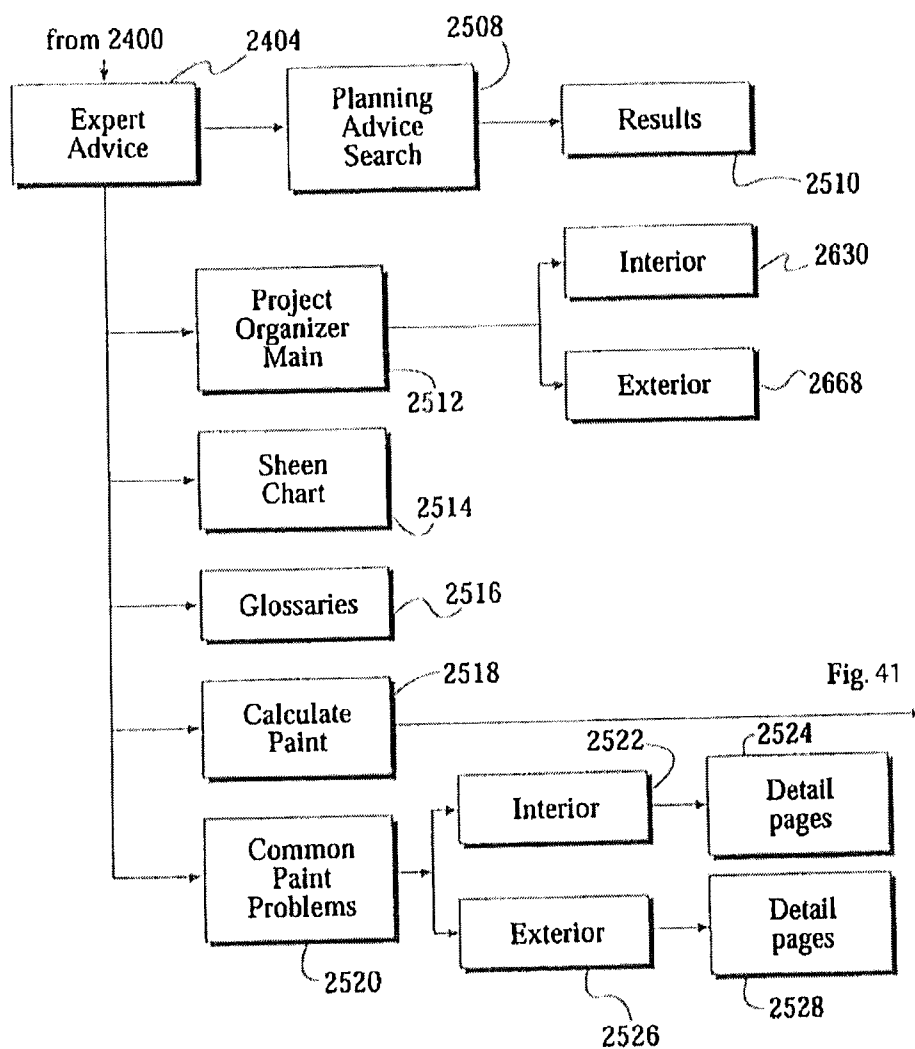 from 2400
2404
2508
Expert
Advice
Planning
Advice
Search
Results
2510
Interior
2630
Project
Organizer
Main
2512
Exterior
2668
Sheen
Chart
2514
Glossaries
2516
2518
Fig. 41
Calculate
Paint
2522
2524
Interior
Detail
pages
Common
Paint
Problems
2520
Exterior
2526
Detail
pages
2528